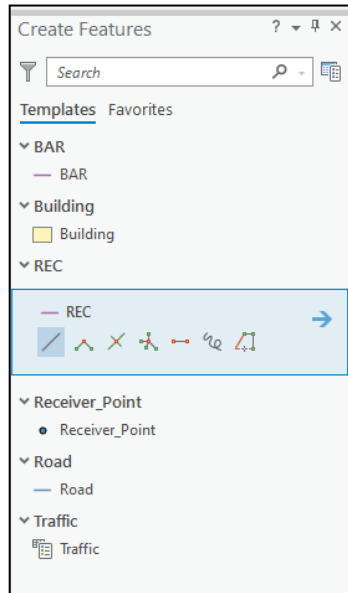 Create Features
Search
Templates Favorites
BAR
BAR
Building
Building
REC
REC
Receiver_Point
Receiver_Point
Road
Road
Traffic
Traffic